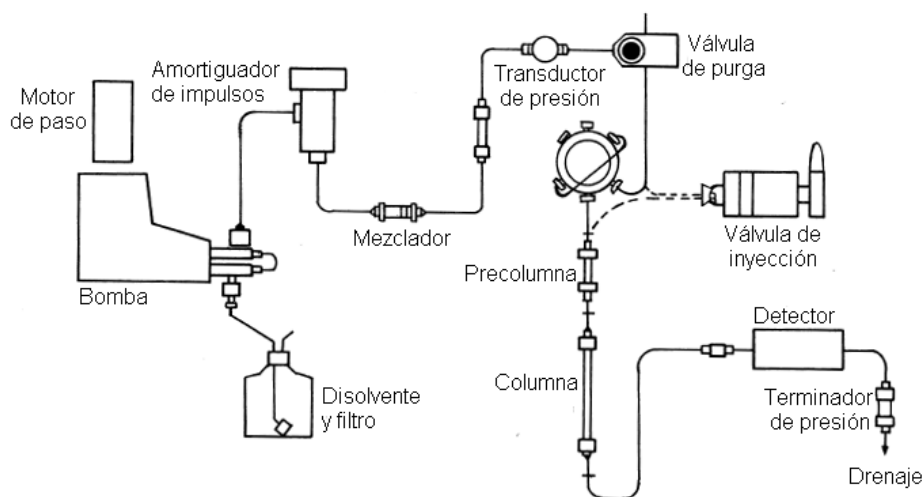 Motor
de paso
Amortiguador
de impulsos
Transductor
de presión
Válvula
de purga
Mezclador
Válvula de
inyección
Bomba
Precolumna
Detector
Columna
Disolvente
y filtro
Terminador
de presión
Drenaje